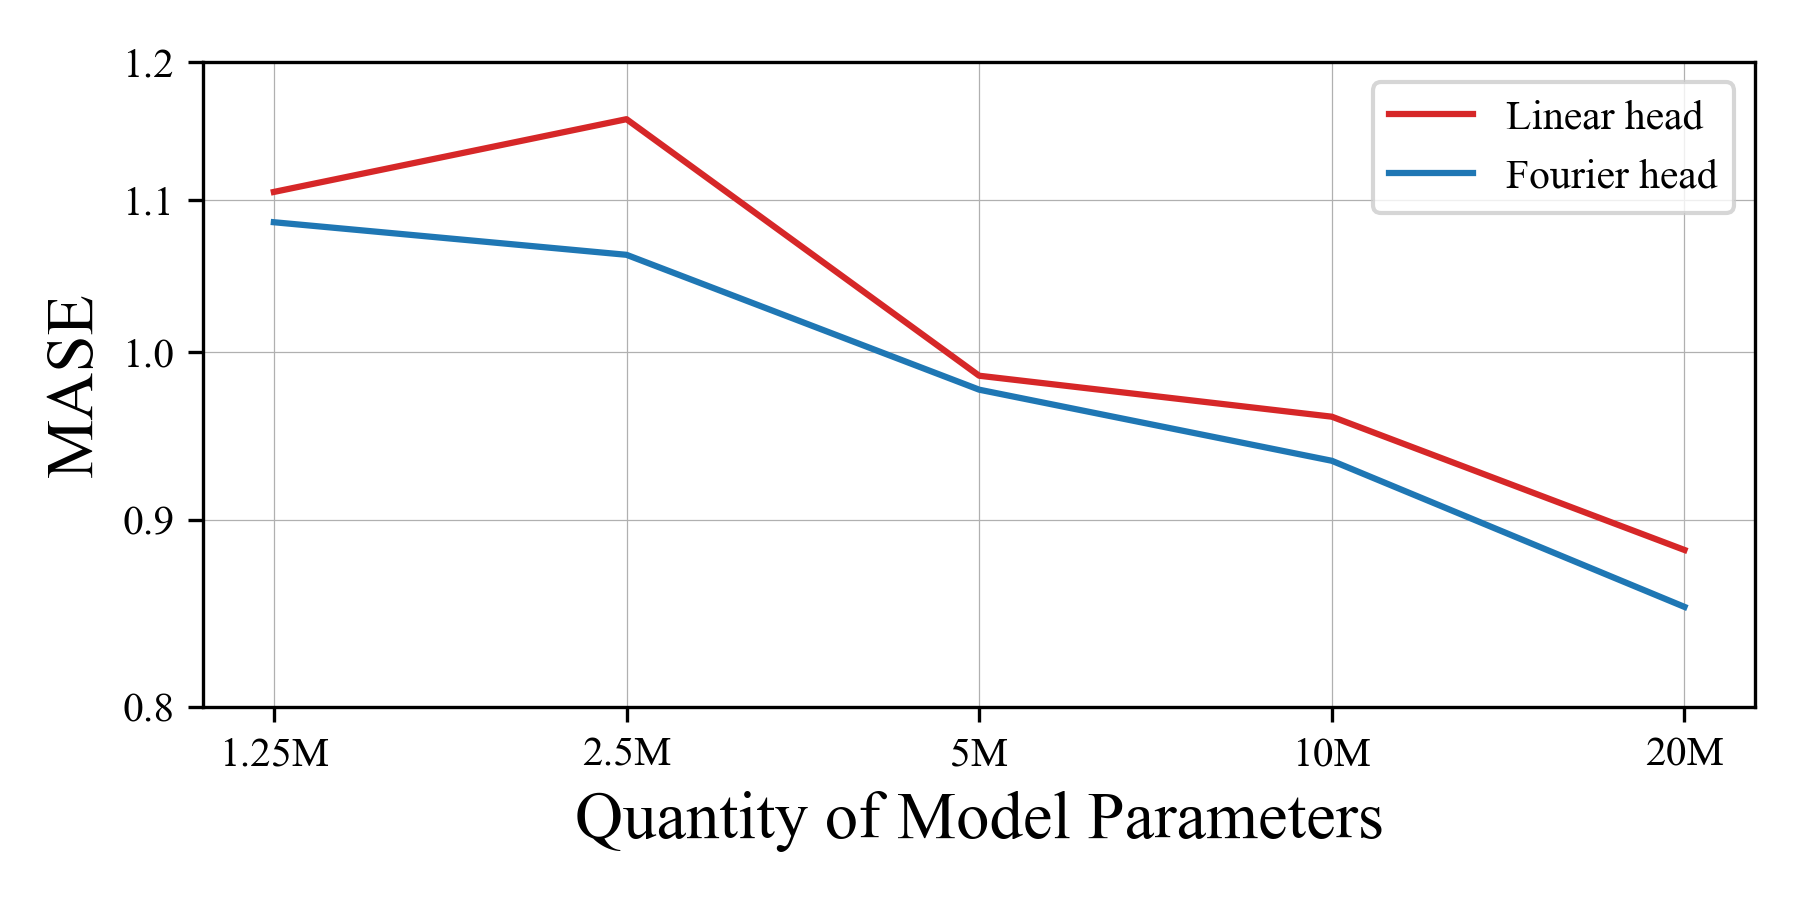 1.2
1.1
1.0
0.9
0.8
MASE
Linear head
Fourier head
1.25M 2.5M 5M 10M 20M
Quantity of Model Parameters